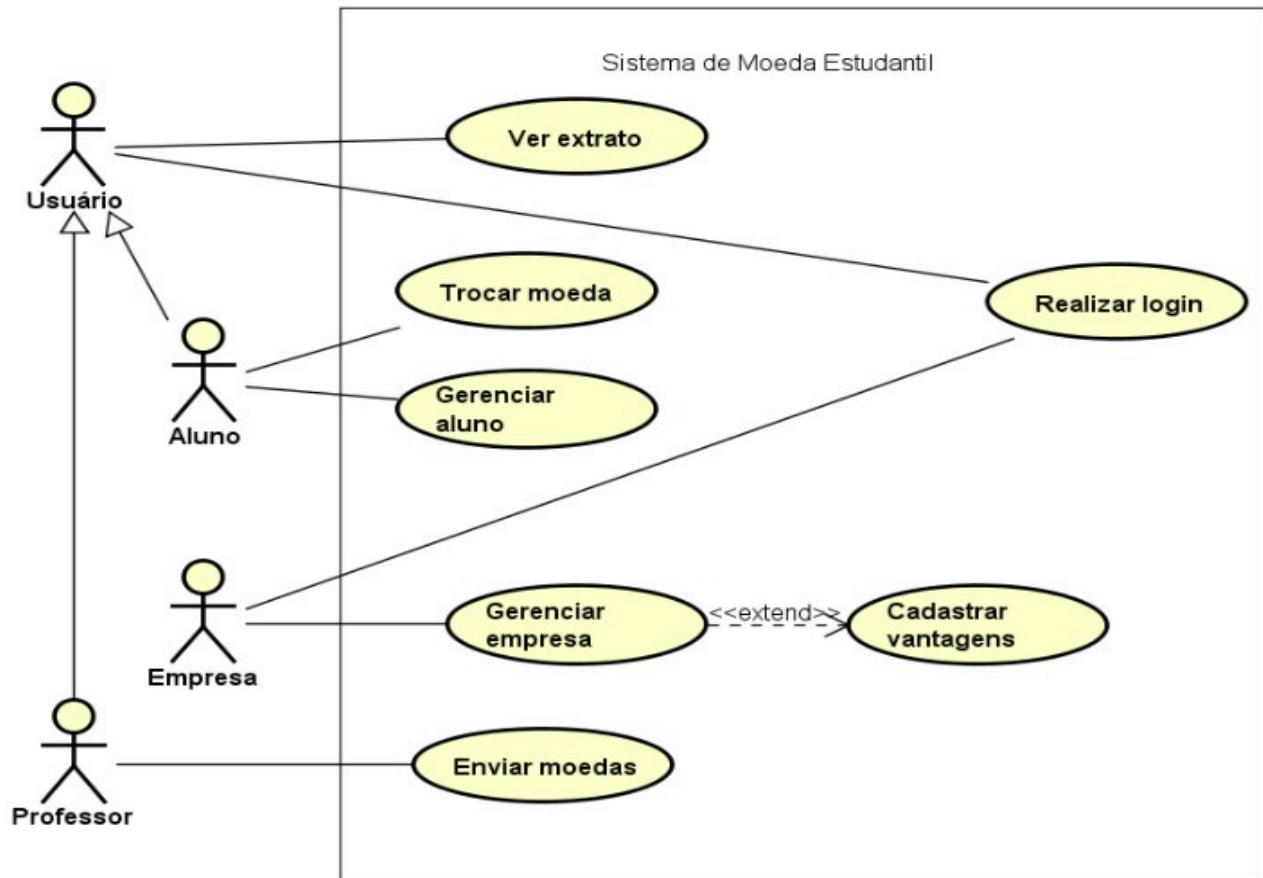 Sistema de Moeda Estudantil
Ver extrato
Usuário
Trocar moeda
Realizar login
Gerenciar
aluno
Aluno
Gerenciar
empresa
<<extend>>
Cadastrar
vantagens
Empresa
Enviar moedas
Professor